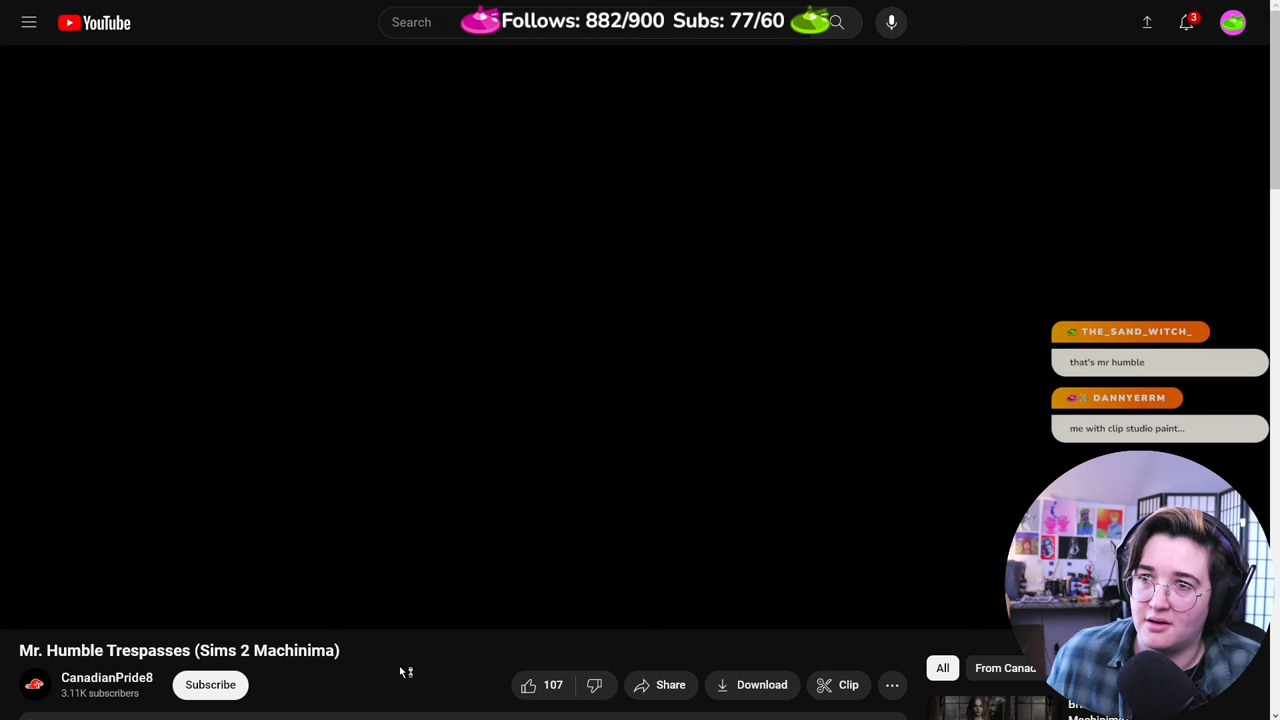 YouTube
Search
Follows: 882/900 Subs: 77/60
3
THE_SAND_WITCH_
that's mr humble
DANNYERRM
me with clip studio paint...
Mr. Humble Trespasses (Sims 2 Machinima)
CanadianPride8
3.11K subscribers
Subscribe
107
Share
Download
Clip
All
From Canad